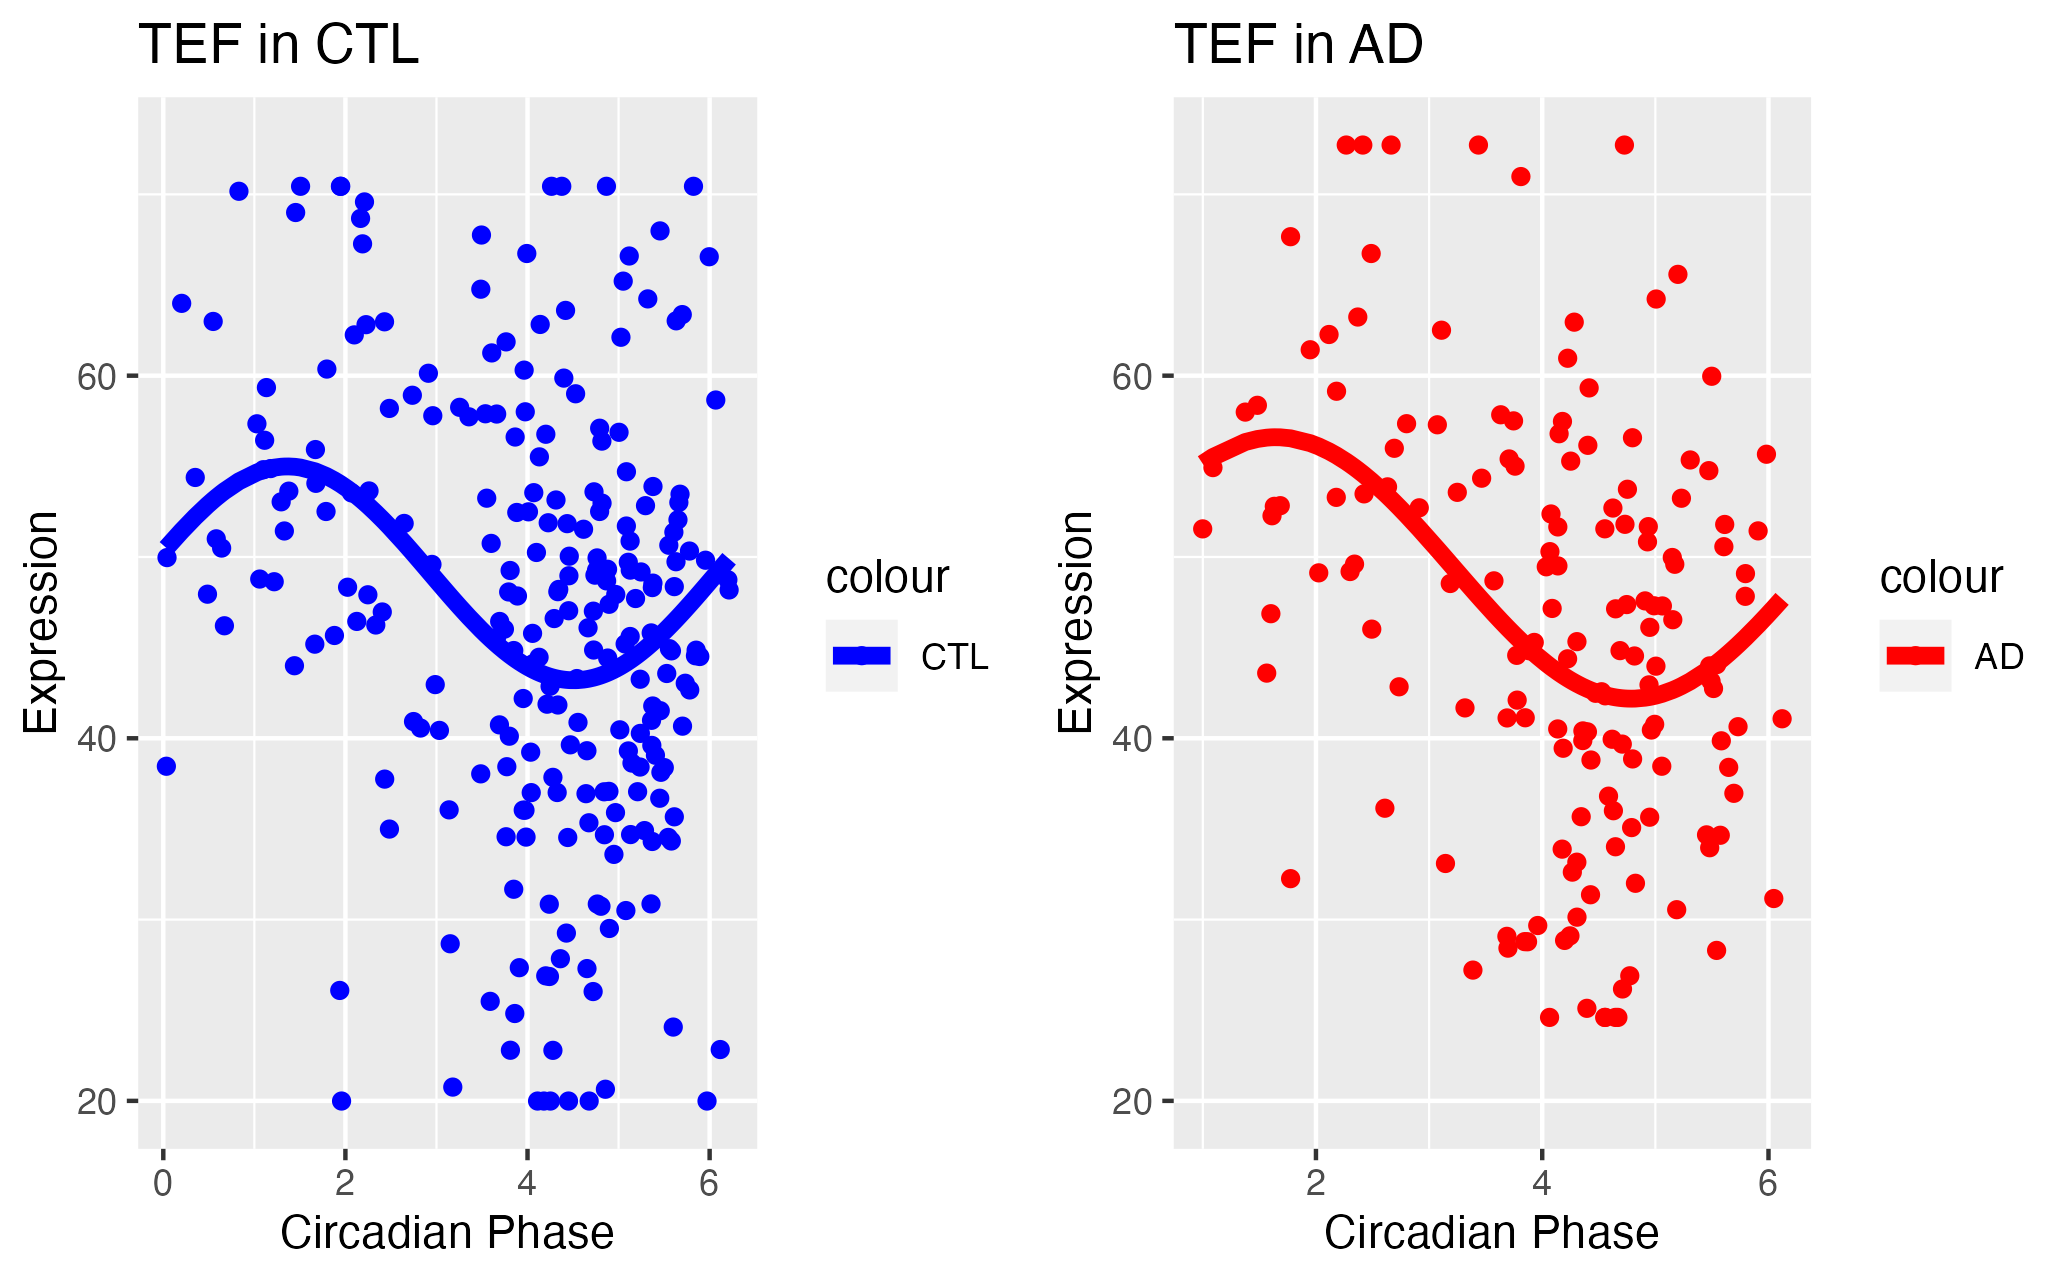 TEF in CTL
Expression
60
40
20
0 2 4 6
Circadian Phase
colour
CTL
TEF in AD
Expression
60
40
20
2 4 6
Circadian Phase
colour
AD